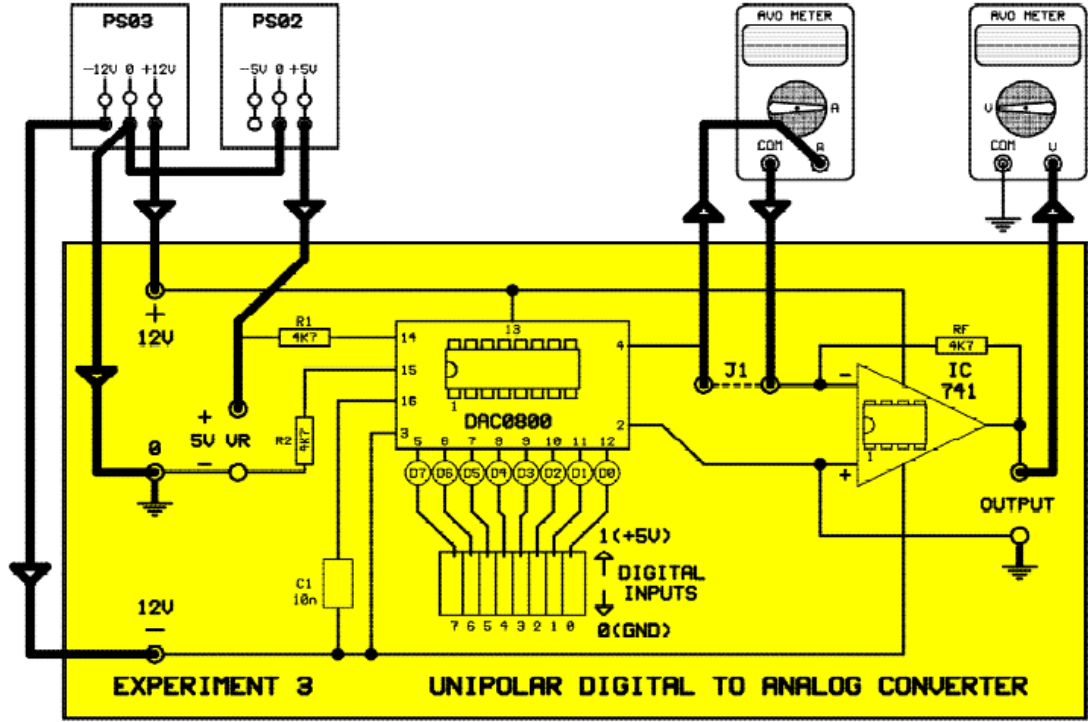 PS03
PS02
AVO METER
AVO METER
-12V 0 +12V
-5V 0 +5V
A
V
COM A
COM V
+
12V
R1
4K7
14
13
15
16
3
4
2
1
DAC0800
5 6 7 8 9 10 11 12
D7 D6 D5 D4 D3 D2 D1 D0
R2
4K7
+
5V VR
-
0
J1
RF
4K7
IC
741
-
+
1
OUTPUT
1(+5V)
DIGITAL
INPUTS
0(GND)
7 6 5 4 3 2 1 0
C1
10n
12V
-
EXPERIMENT 3
UNIPOLAR DIGITAL TO ANALOG CONVERTER